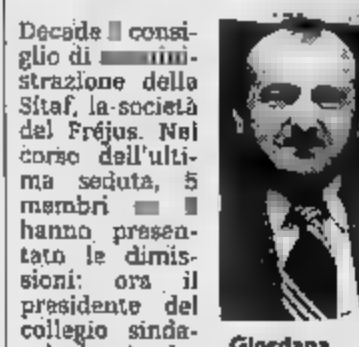 Decade consi-
glio di
strazione della
Sitaf, la società
del Fréjus. Nel
corso dell'ulti-
ma seduta, 5
membri
hanno presen-
tato le dimis-
sioni: ora il
presidente del
collegio sinda-
Giordana